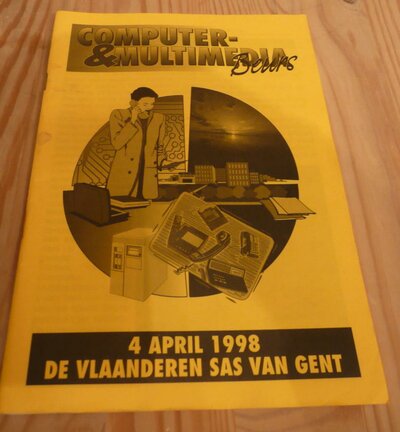 COMPUTER-
& MULTIMEDIA
Beurs
4 APRIL 1998
DE VLAANDEREN SAS VAN GENT